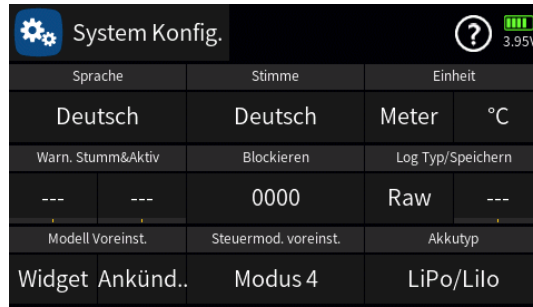 System Konfig.
? 3.95V
Sprache Stimme Einheit
Deutsch Deutsch Meter °C
Warn. Stumm&Aktiv Blockieren Log Typ/Speichern
--- --- 0000 Raw ---
Modell Voreinst. Steuermod. voreinst. Akkutyp
Widget Ankünd.. Modus 4 LiPo/LiIo